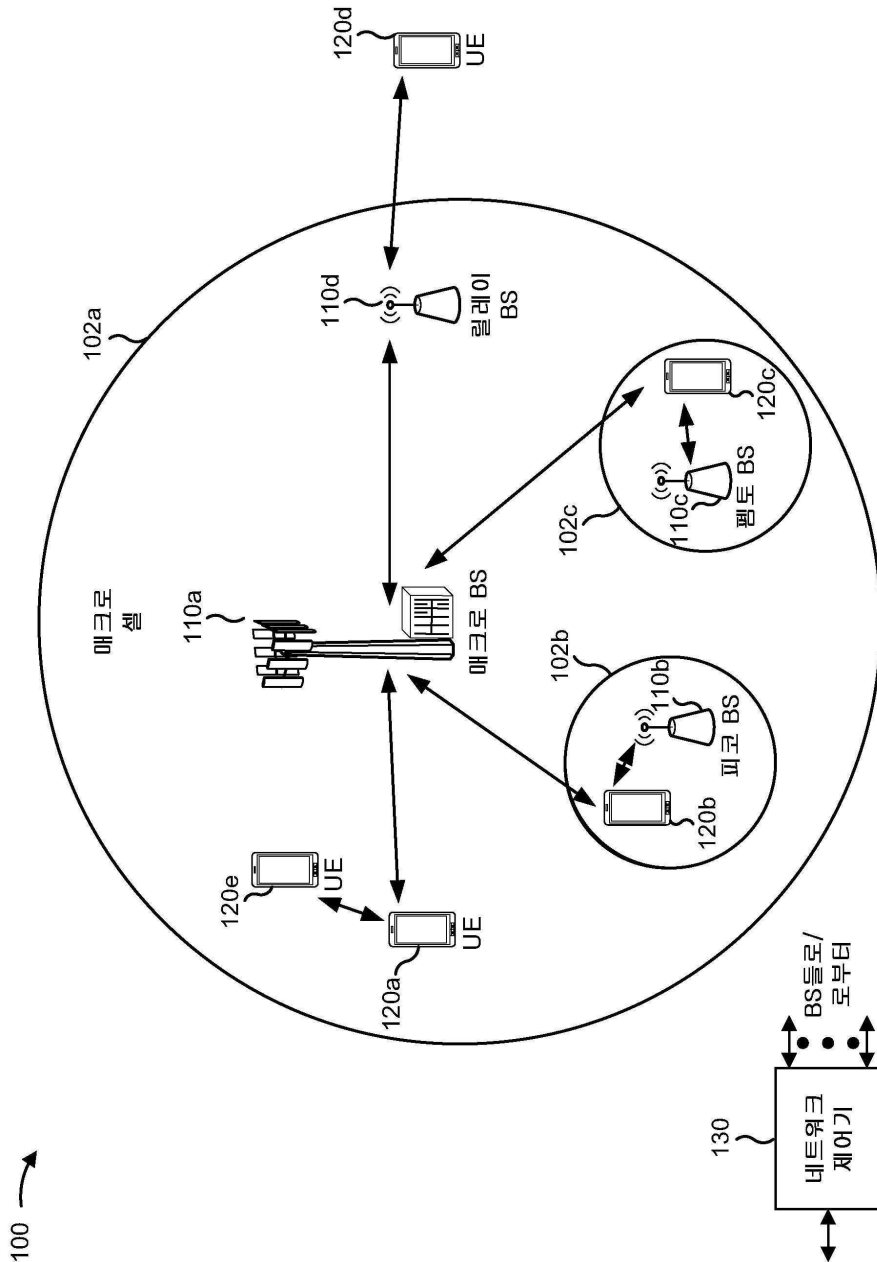 100
102a
매크로
셀
110a
매크로 BS
110d
릴레이
BS
120d
UE
120e
UE
120a
UE
102b
110b
피코 BS
120b
102c
110c
펨토 BS
120c
130
네트워크
제어기
BS들로/
로부터